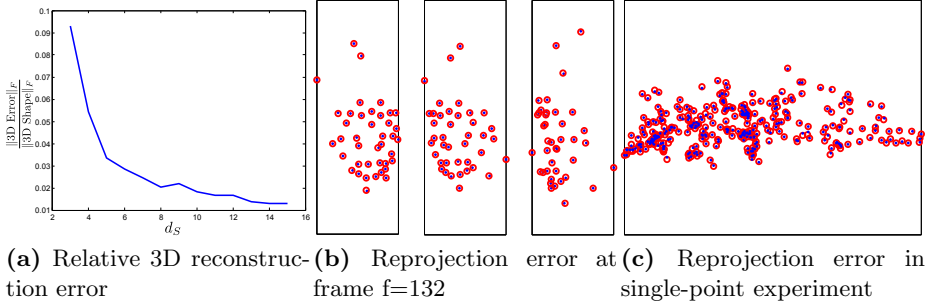 0.1
0.09
0.08
0.07
0.06
0.05
0.04
0.03
0.02
0.01
2 4 6 8 10 12 14 16
‖3D Error‖_F
‖3D Shape‖_F
d_S
(a) Relative 3D reconstruc-
tion error
(b) Reprojection error at
frame f=132
(c) Reprojection error in
single-point experiment